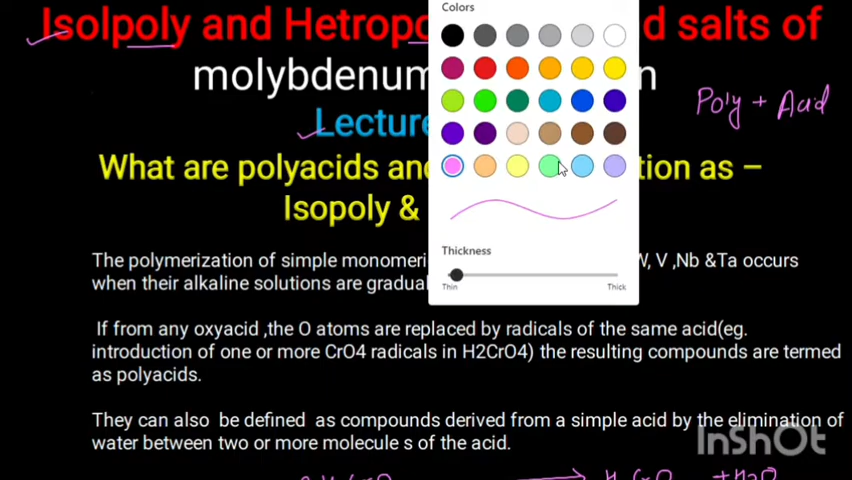 Isolpoly and Hetrop d salts of
molybdenum n
Lecture
What are polyacids and tion as –
Isopoly &
Poly + Acid
The polymerization of simple monomeri W, V ,Nb &Ta occurs
when their alkaline solutions are gradual
If from any oxyacid ,the O atoms are replaced by radicals of the same acid(eg.
introduction of one or more CrO4 radicals in H2CrO4) the resulting compounds are termed
as polyacids.
They can also be defined as compounds derived from a simple acid by the elimination of
water between two or more molecule s of the acid.
Colors
Thickness
Thin Thick
InShOt